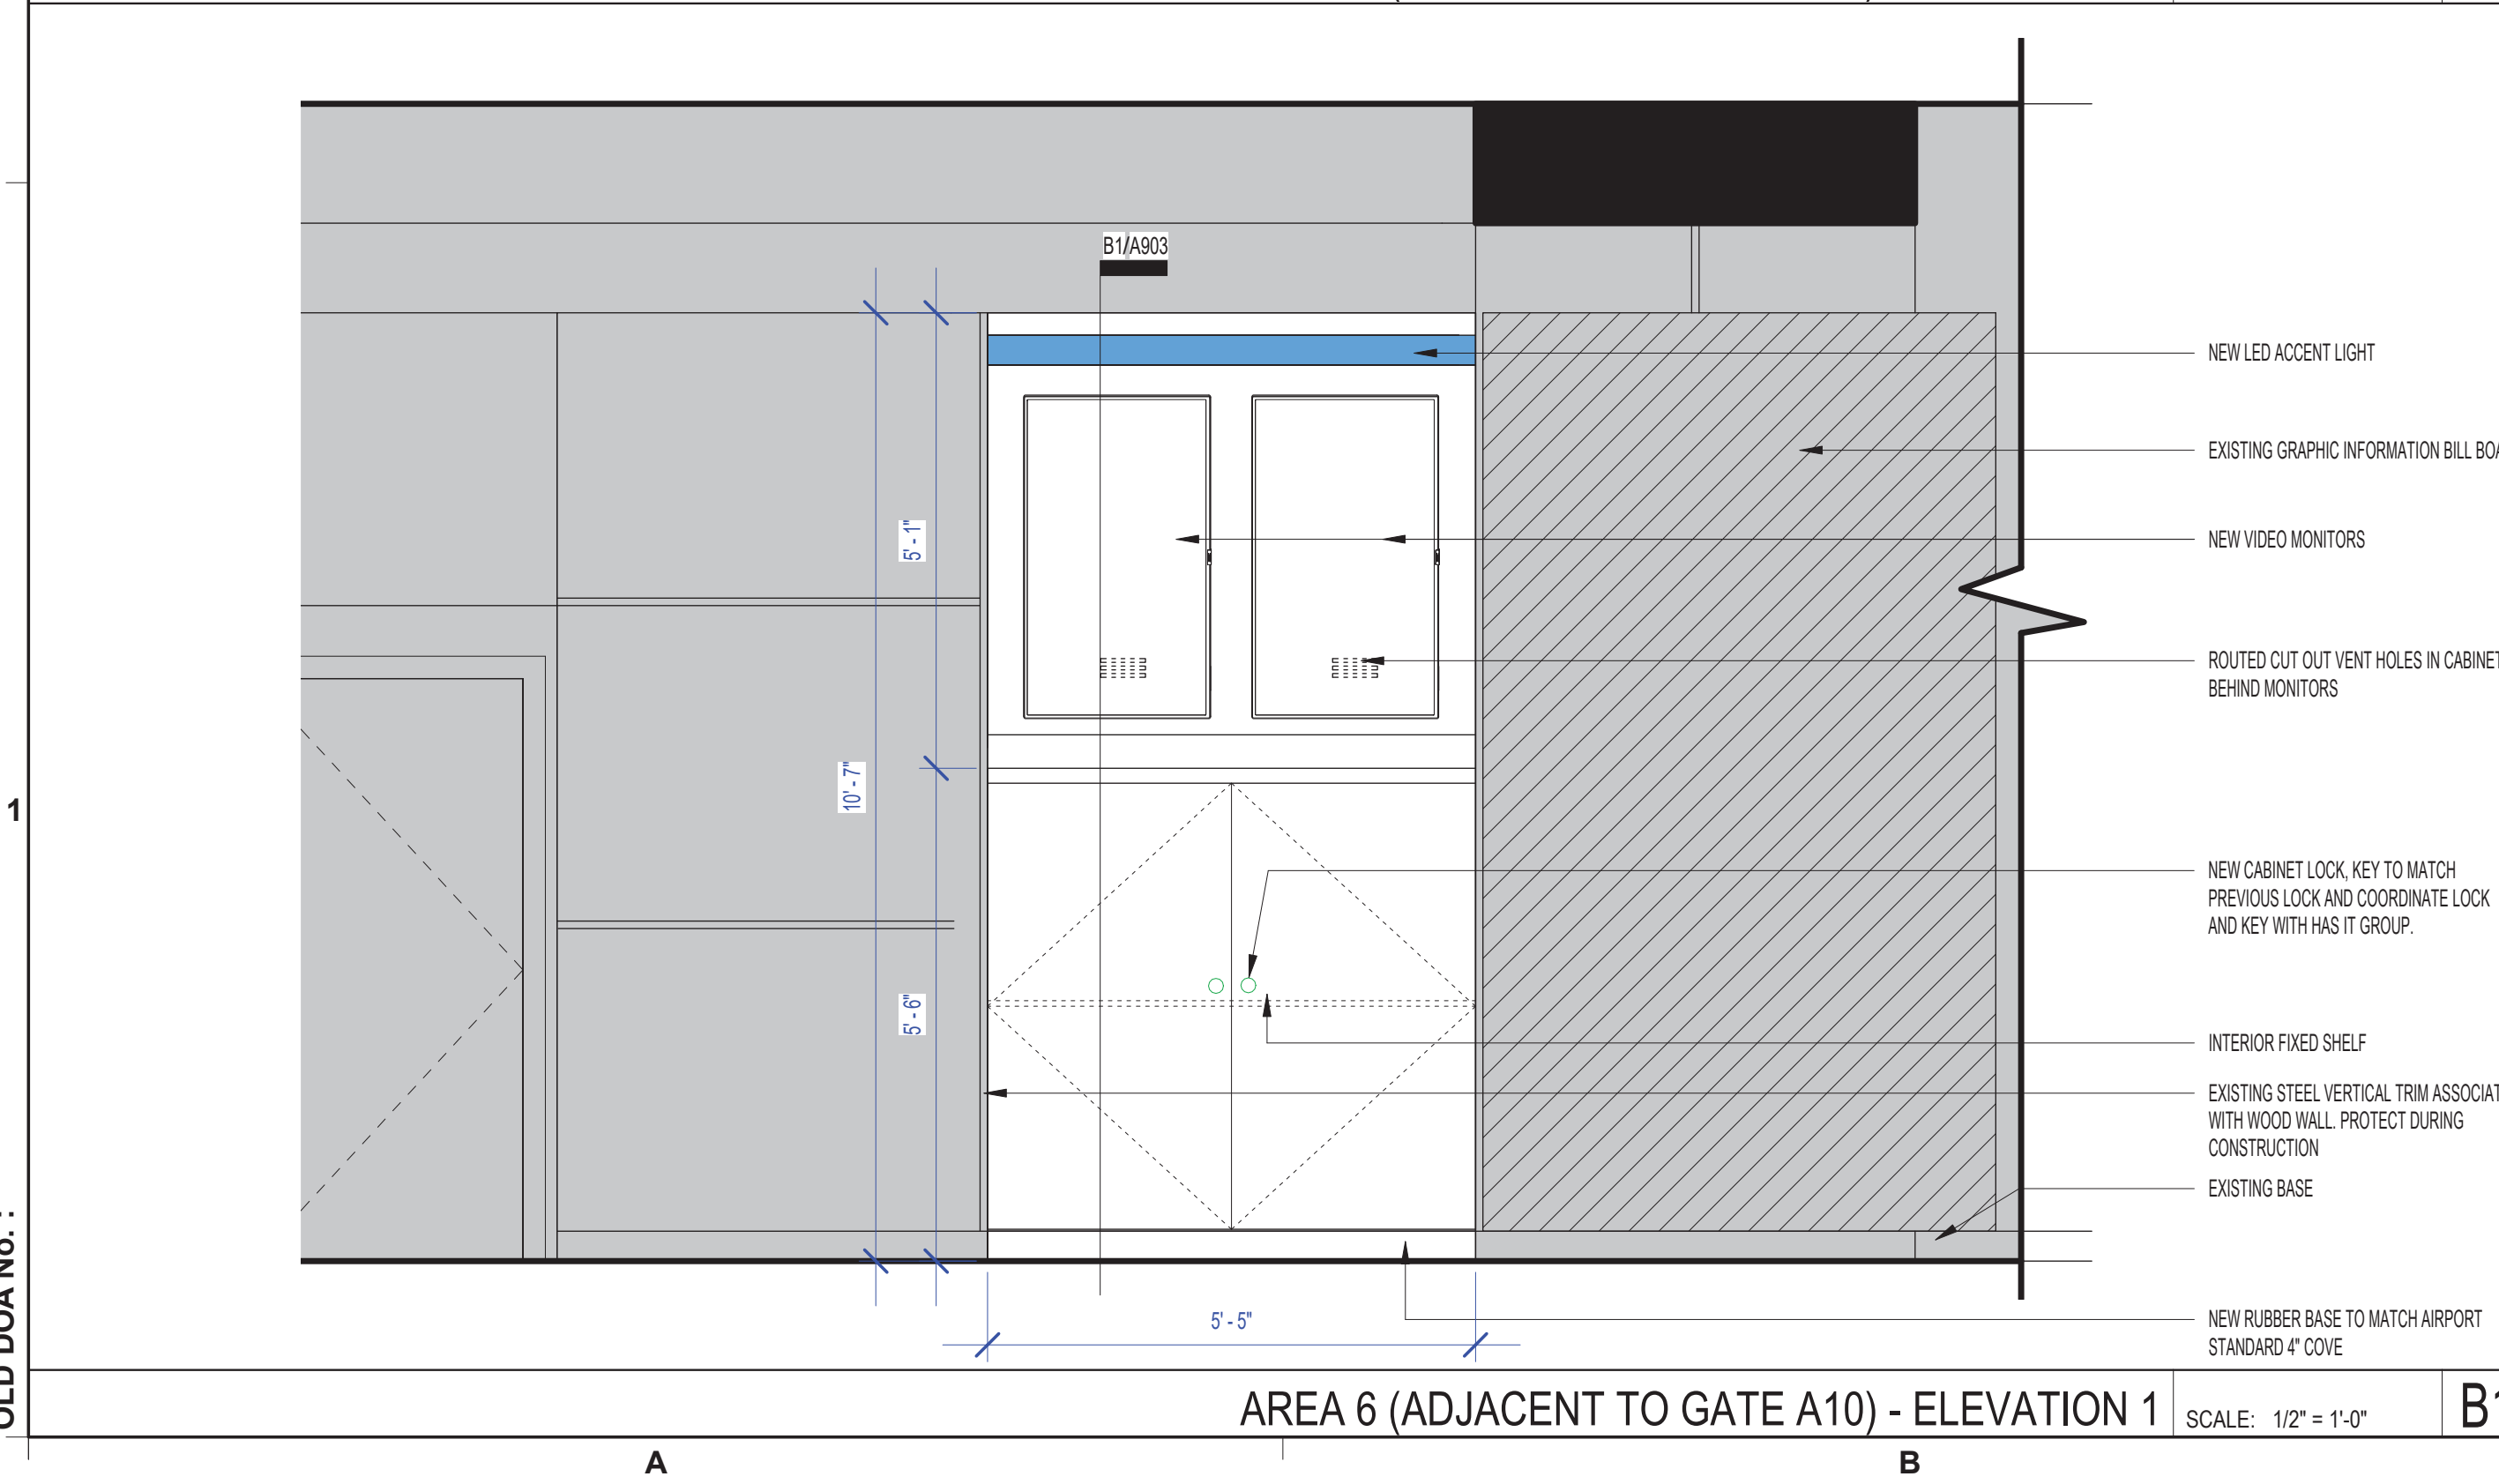 B1/A903
NEW LED ACCENT LIGHT
EXISTING GRAPHIC INFORMATION BILL
5' - 1"
NEW VIDEO MONITORS
ROUTED CUT OUT VENT HOLES IN CABINET
BEHIND MONITORS
10' - 7"
1
NEW CABINET LOCK, KEY TO MATCH
PREVIOUS LOCK AND COORDINATE LOCK
AND KEY WITH HAS IT GROUP.
5' - 6"
INTERIOR FIXED SHELF
EXISTING STEEL VERTICAL TRIM
WITH WOOD WALL. PROTECT DURING
CONSTRUCTION
EXISTING BASE
5' - 5"
NEW RUBBER BASE TO MATCH AIRPORT
STANDARD 4" COVE
OLD DOA No. :
AREA 6 (ADJACENT TO GATE A10) - ELEVATION 1
SCALE: 1/2" = 1'-0"
B1
A
B